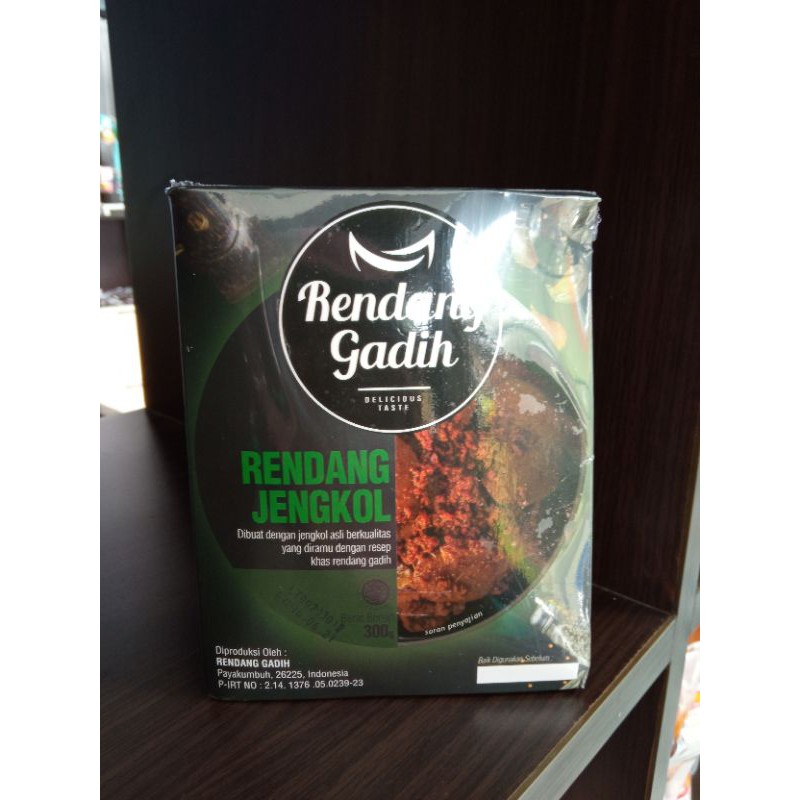 Rendang
Gadih
DELICIOUS
TASTE
RENDANG
JENGKOL
Dibuat dengan jengkol asli berkualitas
yang diramu dengan resep
khas rendang gadih
300g
saran penyajian
Diproduksi Oleh :
RENDANG GADIH
Payakumbuh, 26225, Indonesia
P-IRT NO : 2.14. 1376 .05.0239-23
Baik Digunakan Sebelum :